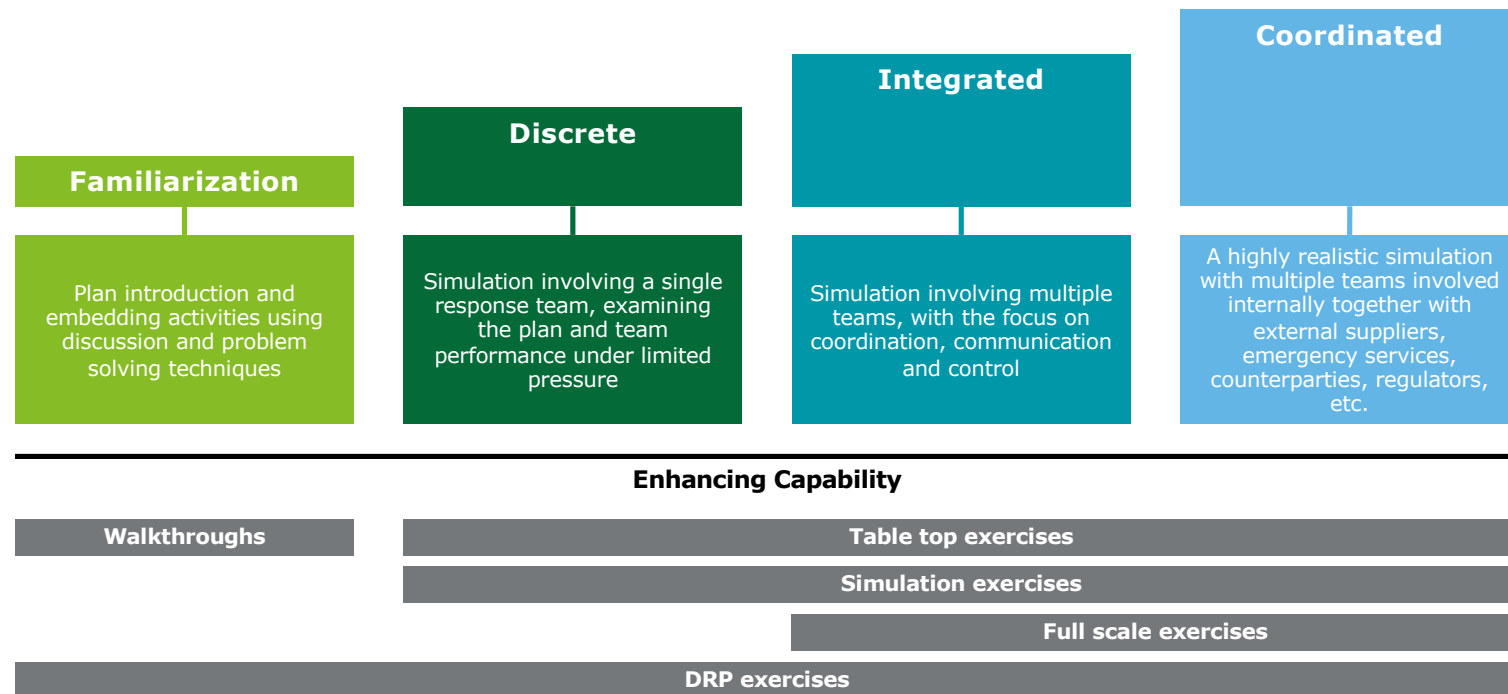 Familiarization
Plan introduction and
embedding activities using
discussion and problem
solving techniques
Discrete
Simulation involving a single
response team, examining
the plan and team
performance under limited
pressure
Integrated
Simulation involving multiple
teams, with the focus on
coordination, communication
and control
Coordinated
A highly realistic simulation
with multiple teams involved
internally together with
external suppliers,
emergency services,
counterparties, regulators,
etc.
Enhancing Capability
Walkthroughs
Table top exercises
Simulation exercises
Full scale exercises
DRP exercises